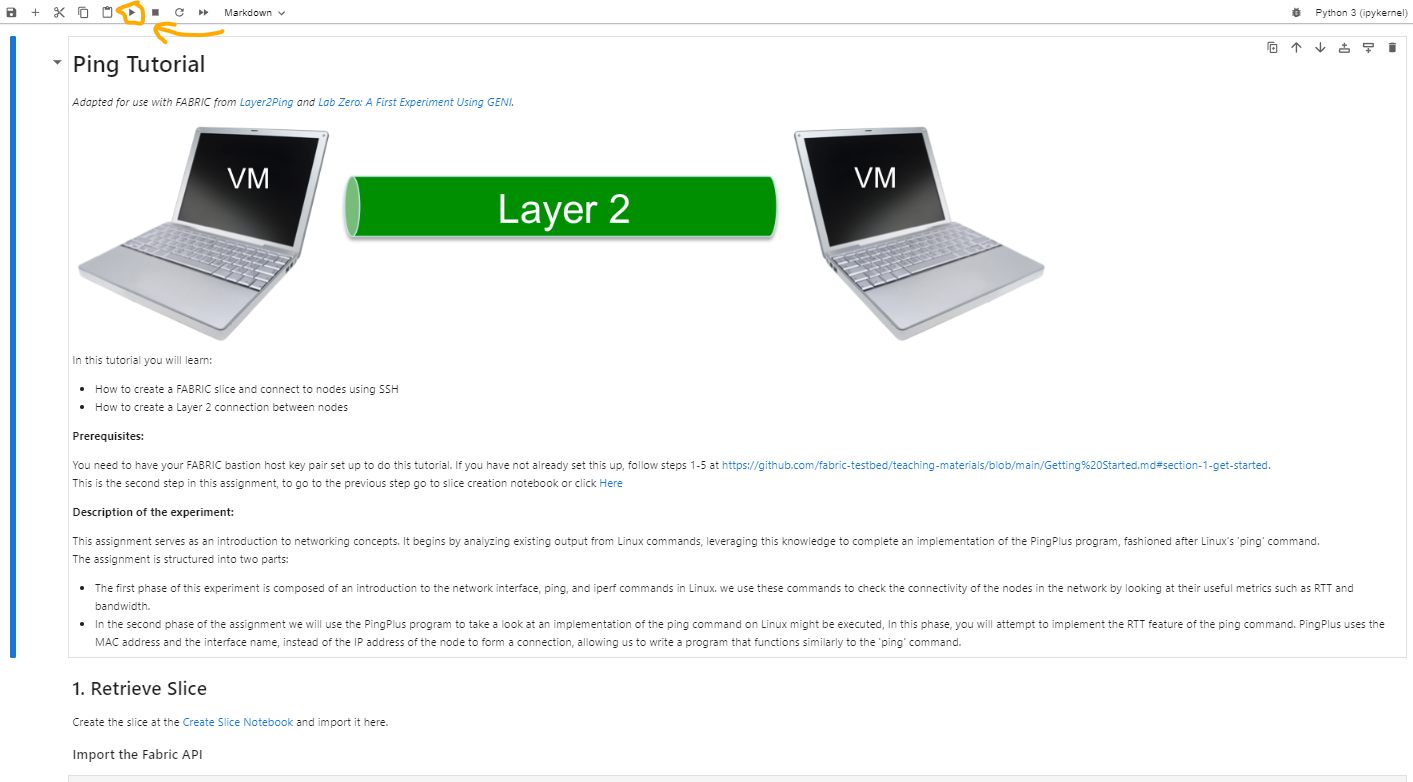 Markdown
Python 3 (ipykernel)
Ping Tutorial
Adapted for use with FABRIC from Layer2Ping and Lab Zero: A First Experiment Using GENI.
VM
Layer 2
VM
In this tutorial you will learn:
How to create a FABRIC slice and connect to nodes using SSH
How to create a Layer 2 connection between nodes
Prerequisites:
You need to have your FABRIC bastion host key pair set up to do this tutorial. If you have not already set this up, follow steps 1-5 at https://github.com/fabric-testbed/teaching-materials/blob/main/Getting%20Started.md#section-1-get-started.
This is the second step in this assignment, to go to the previous step go to slice creation notebook or click Here
Description of the experiment:
This assignment serves as an introduction to networking concepts. It begins by analyzing existing output from Linux commands, leveraging this knowledge to complete an implementation of the PingPlus program, fashioned after Linux's 'ping' command.
The assignment is structured into two parts:
The first phase of this experiment is composed of an introduction to the network interface, ping, and iperf commands in Linux. we use these commands to check the connectivity of the nodes in the network by looking at their useful metrics such as RTT and
bandwidth.
In the second phase of the assignment we will use the PingPlus program to take a look at an implementation of the ping command on Linux might be executed, In this phase, you will attempt to implement the RTT feature of the ping command. PingPlus uses the
MAC address and the interface name, instead of the IP address of the node to form a connection, allowing us to write a program that functions similarly to the 'ping' command.
1. Retrieve Slice
Create the slice at the Create Slice Notebook and import it here.
Import the Fabric API